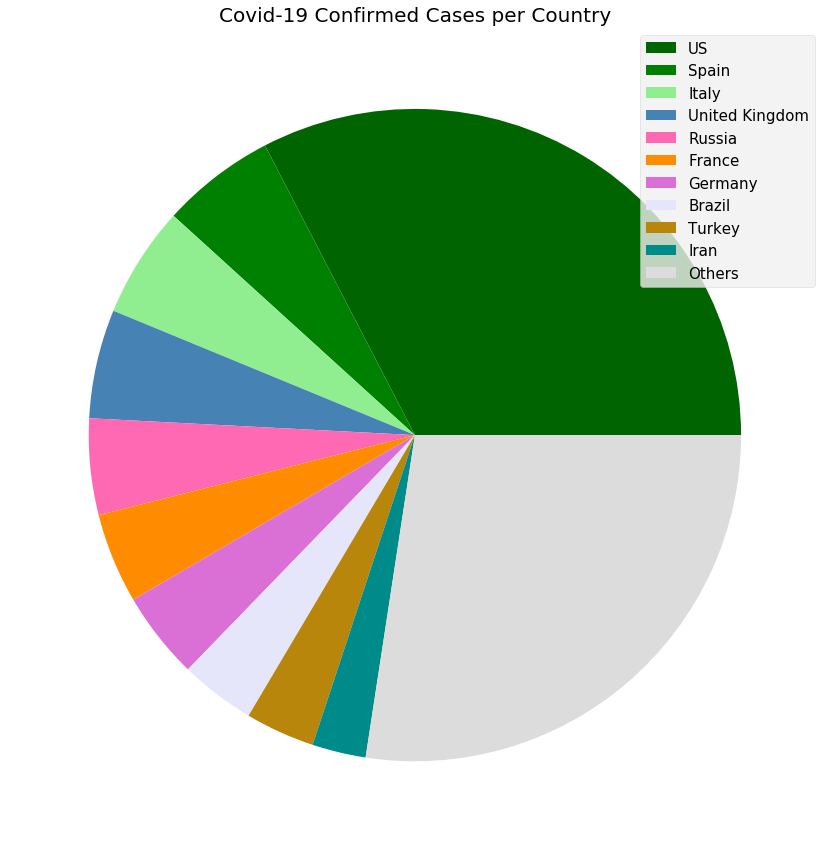 Covid-19 Confirmed Cases per Country
US
Spain
Italy
United Kingdom
Russia
France
Germany
Brazil
Turkey
Iran
Others